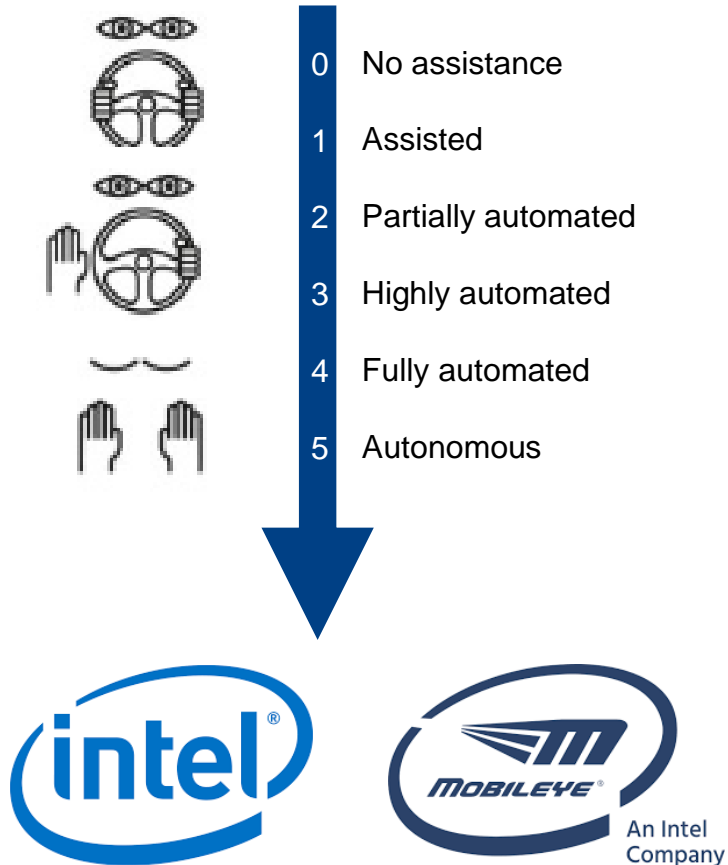 0 No assistance
1 Assisted
2 Partially automated
3 Highly automated
4 Fully automated
5 Autonomous
intel®
MOBILEYE®
An Intel
Company